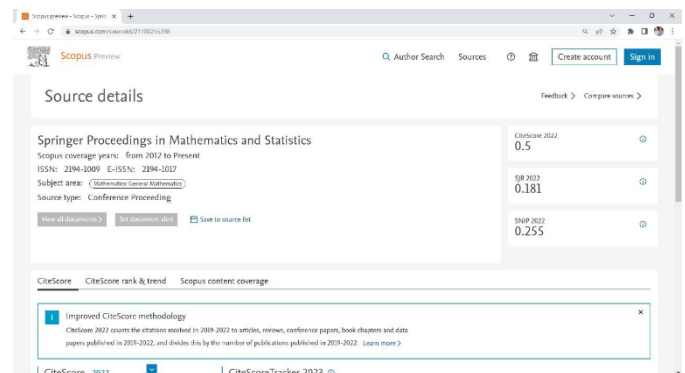 Scopus preview - Scopus - Spri
scopus.com/sourceid/21100255396
Scopus Preview
Author Search Sources Create account Sign in
Source details
Feedback Compare sources
Springer Proceedings in Mathematics and Statistics
Scopus coverage years: from 2012 to Present
ISSN: 2194-1009 E-ISSN: 2194-1017
Subject area: Mathematics: General Mathematics
Source type: Conference Proceeding
View all documents Set document alert Save to source list
CiteScore 2022
0.5
SJR 2022
0.181
SNIP 2022
0.255
CiteScore CiteScore rank & trend Scopus content coverage
i Improved CiteScore methodology
CiteScore 2022 counts the citations received in 2019-2022 to articles, reviews, conference papers, book chapters and data
papers published in 2019-2022, and divides this by the number of publications published in 2019-2022. Learn more
CiteScore 2022 CiteScoreTracker 2023